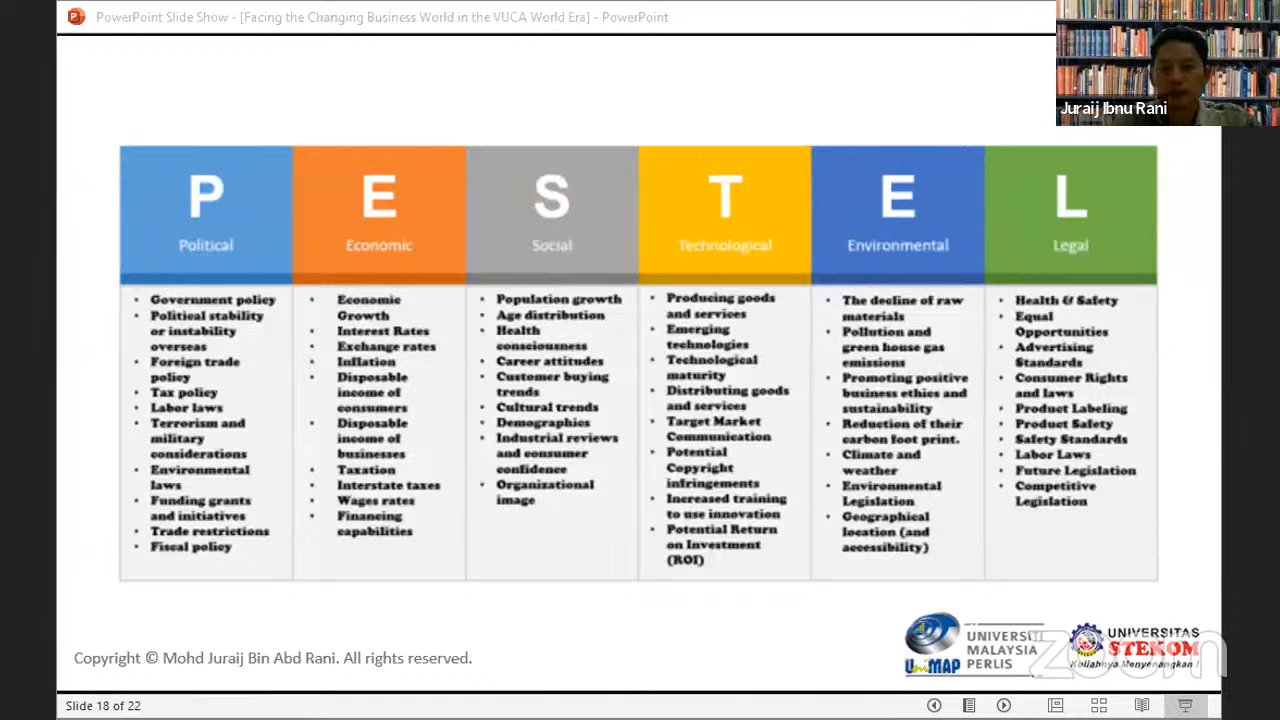 PowerPoint Slide Show - [Facing the Changing Business World in the VUCA World Era] - PowerPoint
Juraij Ibnu Rani
P
Political
• Government policy
• Political stability
or instability
overseas
• Foreign trade
policy
• Tax policy
• Labor laws
• Terrorism and
military
considerations
• Environmental
laws
• Funding grants
and initiatives
• Trade restrictions
• Fiscal policy
E
Economic
• Economic
Growth
• Interest Rates
• Exchange rates
• Inflation
• Disposable
income of
consumers
• Disposable
income of
businesses
• Taxation
• Interstate taxes
• Wages rates
• Financing
capabilities
S
Social
• Population growth
• Age distribution
• Health
consciousness
• Career attitudes
• Customer buying
trends
• Cultural trends
• Demographics
• Industrial reviews
and consumer
confidence
• Organizational
image
T
Technological
• Producing goods
and services
• Emerging
technologies
• Technological
maturity
• Distributing goods
and services
• Target Market
Communication
• Potential
Copyright
infringements
• Increased training
to use innovation
• Potential Return
on Investment
(ROI)
E
Environmental
• The decline of raw
materials
• Pollution and
green house gas
emissions
• Promoting positive
business ethics and
sustainability
• Reduction of their
carbon foot print.
• Climate and
weather
• Environmental
Legislation
• Geographical
location (and
accessibility)
L
Legal
• Health & Safety
• Equal
Opportunities
• Advertising
Standards
• Consumer Rights
and laws
• Product Labeling
• Product Safety
• Safety Standards
• Labor Laws
• Future Legislation
• Competitive
Legislation
Copyright © Mohd Juraij Bin Abd Rani. All rights reserved.
UniMAP
UNIVERSITI
MALAYSIA
PERLIS
UNIVERSITAS
STEKOM
Kuliahnya Menyenangkan !
zoom
Slide 18 of 22